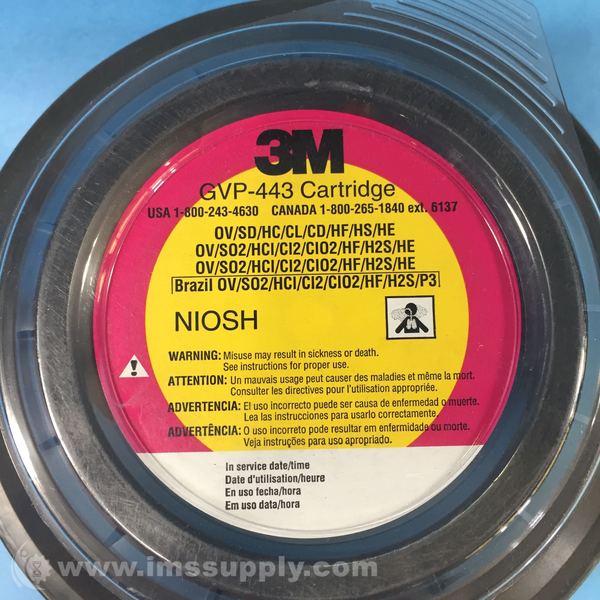 3M
GVP-443 Cartridge
USA 1-800-243-4630 CANADA 1-800-265-1840 ext. 6137
OV/SD/HC/CL/CD/HF/HS/HE
OV/SO2/HCl/Cl2/ClO2/HF/H2S/HE
OV/SO2/HCl/Cl2/ClO2/HF/H2S/HE
Brazil OV/SO2/HCl/Cl2/ClO2/HF/H2S/P3
NIOSH
WARNING: Misuse may result in sickness or death.
See instructions for proper use.
ATTENTION: Un mauvais usage peut causer des maladies et même la mort.
Consulter les directives pour l'utilisation appropriée.
ADVERTENCIA: El uso incorrecto puede ser causa de enfermedad o muerte.
Lea las instrucciones para usarlo correctamente.
ADVERTÊNCIA: O uso incorreto pode resultar em enfermidade ou morte.
Veja instruções para uso apropriado.
In service date/time
Date d'utilisation/heure
En uso fecha/hora
Em uso data/hora
© www.imssupply.com